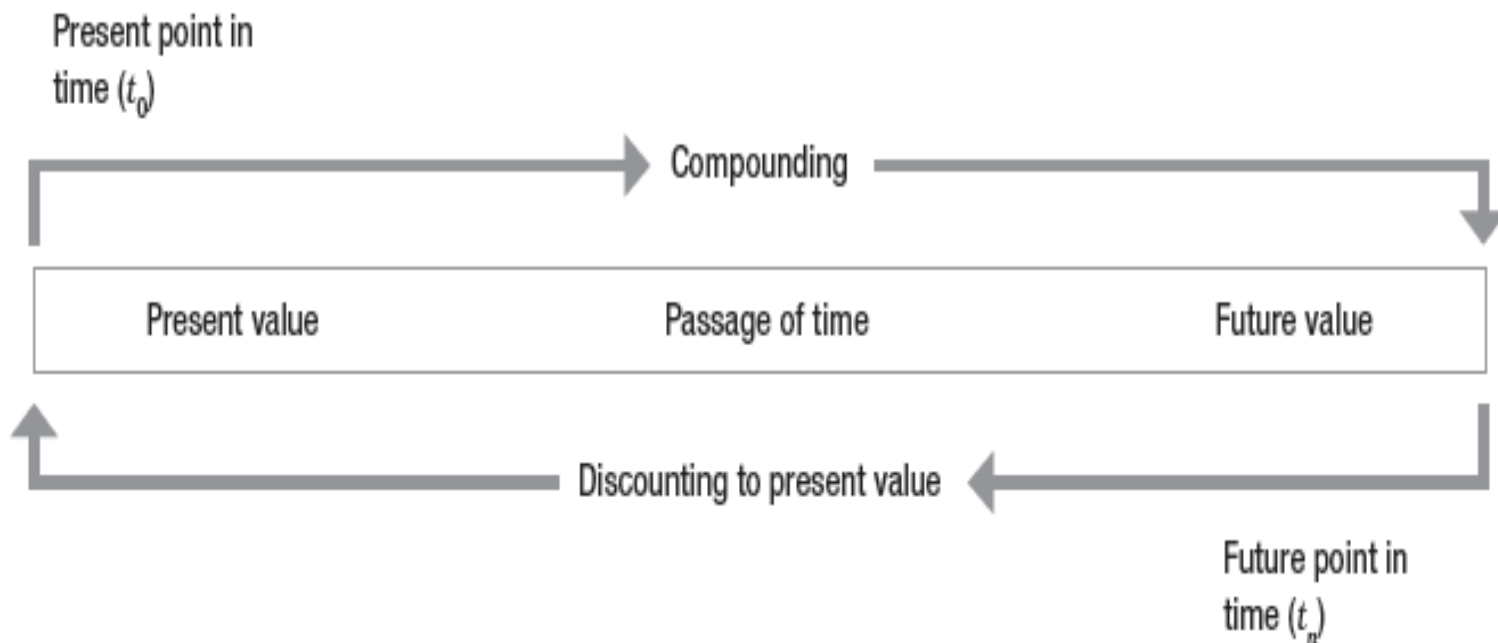 Present point in
time (t0)
Compounding
Present value Passage of time Future value
Discounting to present value
Future point in
time (tn)